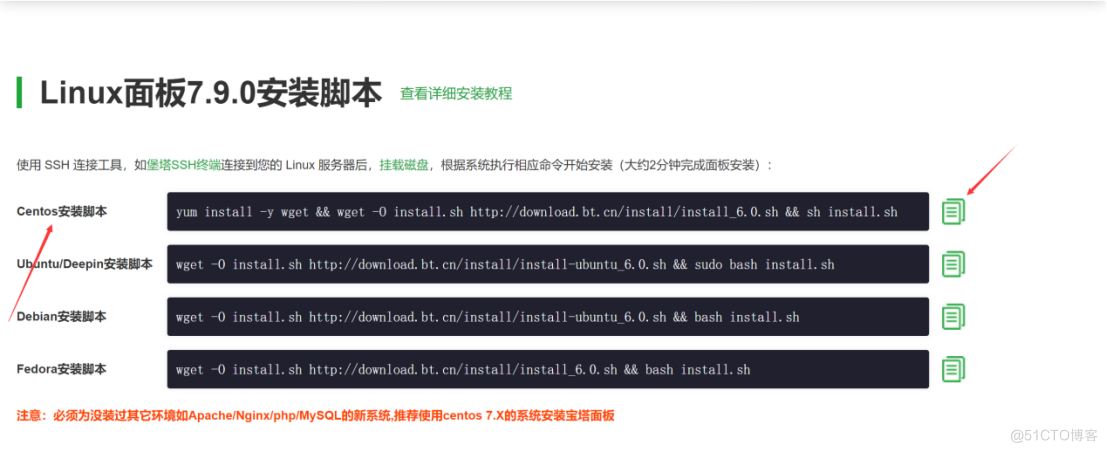 Linux面板7.9.0安装脚本 查看详细安装教程
使用 SSH 连接工具，如堡塔SSH终端连接到您的 Linux 服务器后，挂载磁盘，根据系统执行相应命令开始安装（大约2分钟完成面板安装）：
Centos安装脚本 yum install -y wget && wget -O install.sh http://download.bt.cn/install/install_6.0.sh && sh install.sh
Ubuntu/Deepin安装脚本 wget -O install.sh http://download.bt.cn/install/install-ubuntu_6.0.sh && sudo bash install.sh
Debian安装脚本 wget -O install.sh http://download.bt.cn/install/install-ubuntu_6.0.sh && bash install.sh
Fedora安装脚本 wget -O install.sh http://download.bt.cn/install/install_6.0.sh && bash install.sh
注意：必须为没装过其它环境如Apache/Nginx/php/MySQL的新系统,推荐使用centos 7.X的系统安装宝塔面板
@51CTO博客